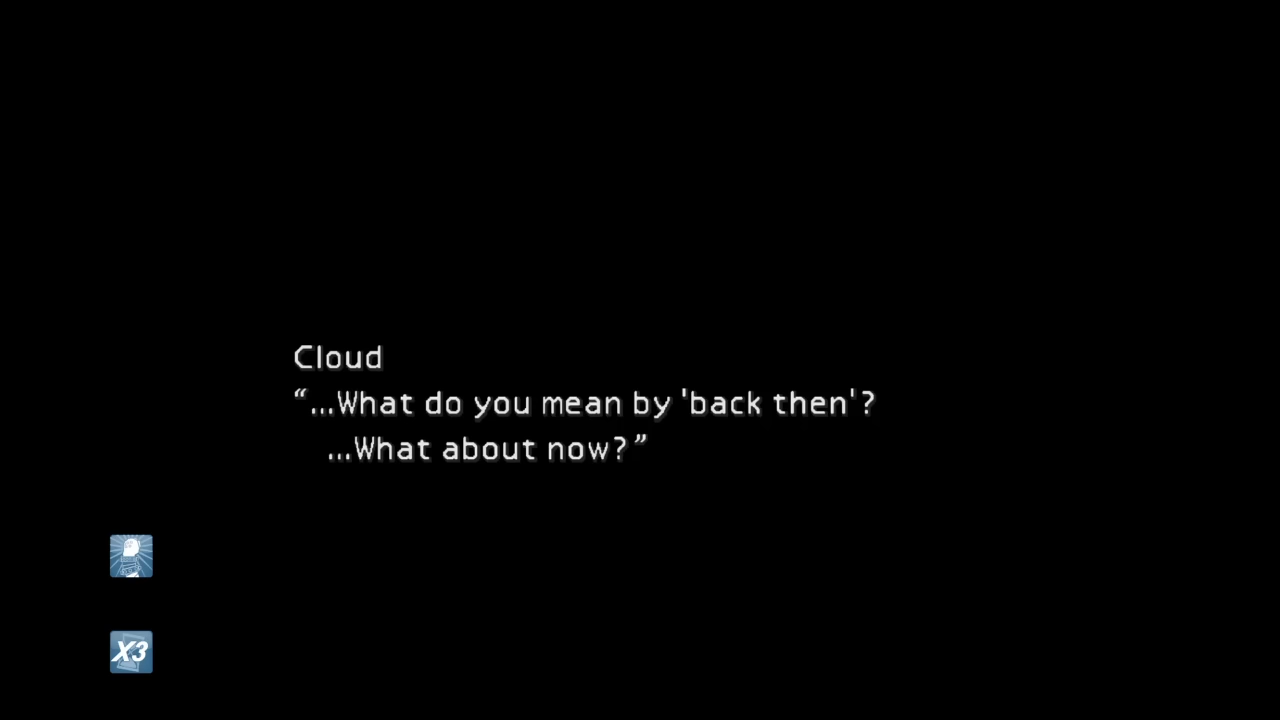 Cloud
“...What do you mean by 'back then'?
...What about now?”
X3